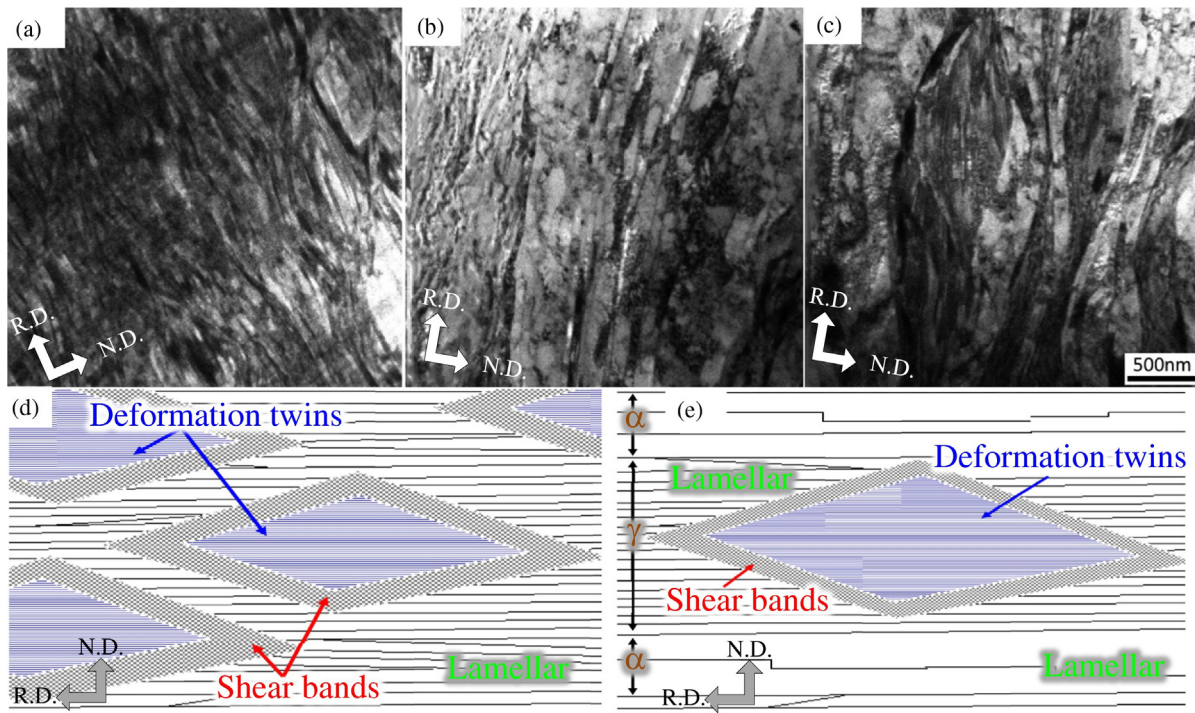 (a)
R.D.
N.D.
(b)
R.D.
N.D.
(c)
R.D.
N.D.
500nm
(d)
Deformation twins
N.D.
R.D.
Shear bands
Lamellar
(e)
α
Lamellar
Deformation twins
γ
Shear bands
α
N.D.
R.D.
Lamellar